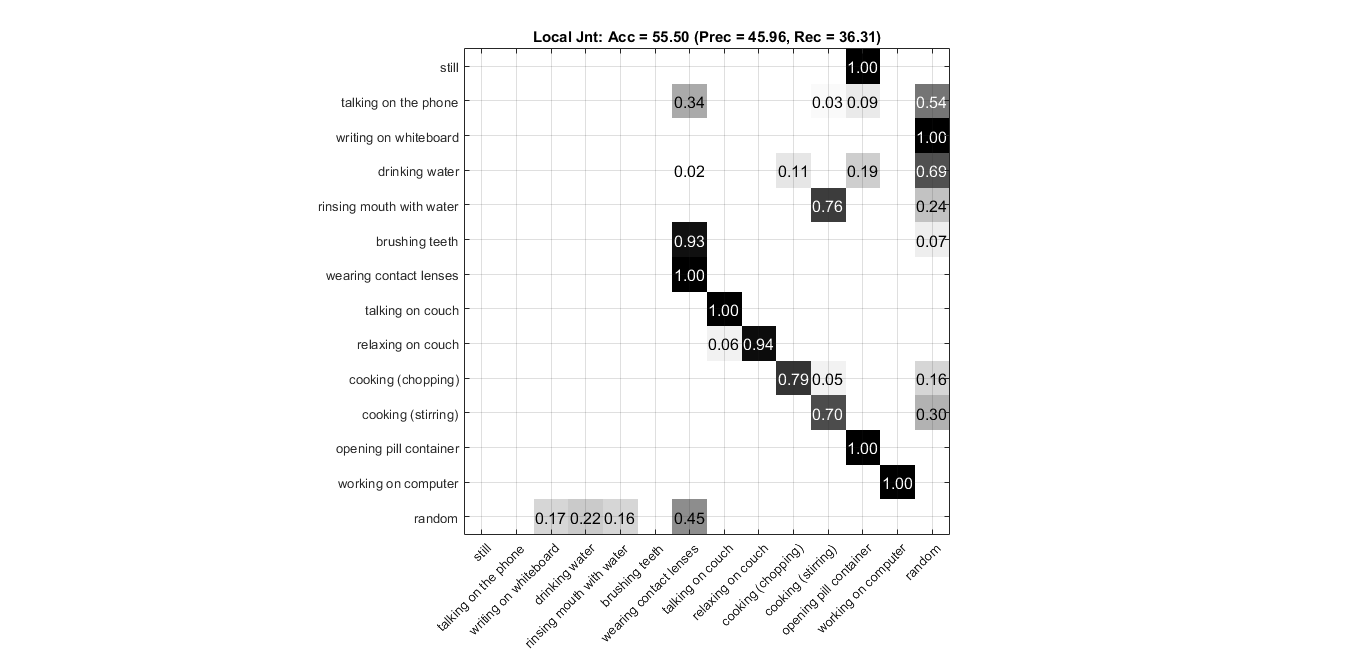 Local Jnt: Acc = 55.50 (Prec = 45.96, Rec = 36.31)
still 1.00
talking on the phone 0.34 0.03 0.09 0.54
writing on whiteboard 1.00
drinking water 0.02 0.11 0.19 0.69
rinsing mouth with water 0.76 0.24
brushing teeth 0.93 0.07
wearing contact lenses 1.00
talking on couch 1.00
relaxing on couch 0.06 0.94
cooking (chopping) 0.79 0.05 0.16
cooking (stirring) 0.70 0.30
opening pill container 1.00
working on computer 1.00
random 0.17 0.22 0.16 0.45
still
talking on the phone
writing on whiteboard
drinking water
rinsing mouth with water
brushing teeth
wearing contact lenses
talking on couch
relaxing on couch
cooking (chopping)
cooking (stirring)
opening pill container
working on computer
random